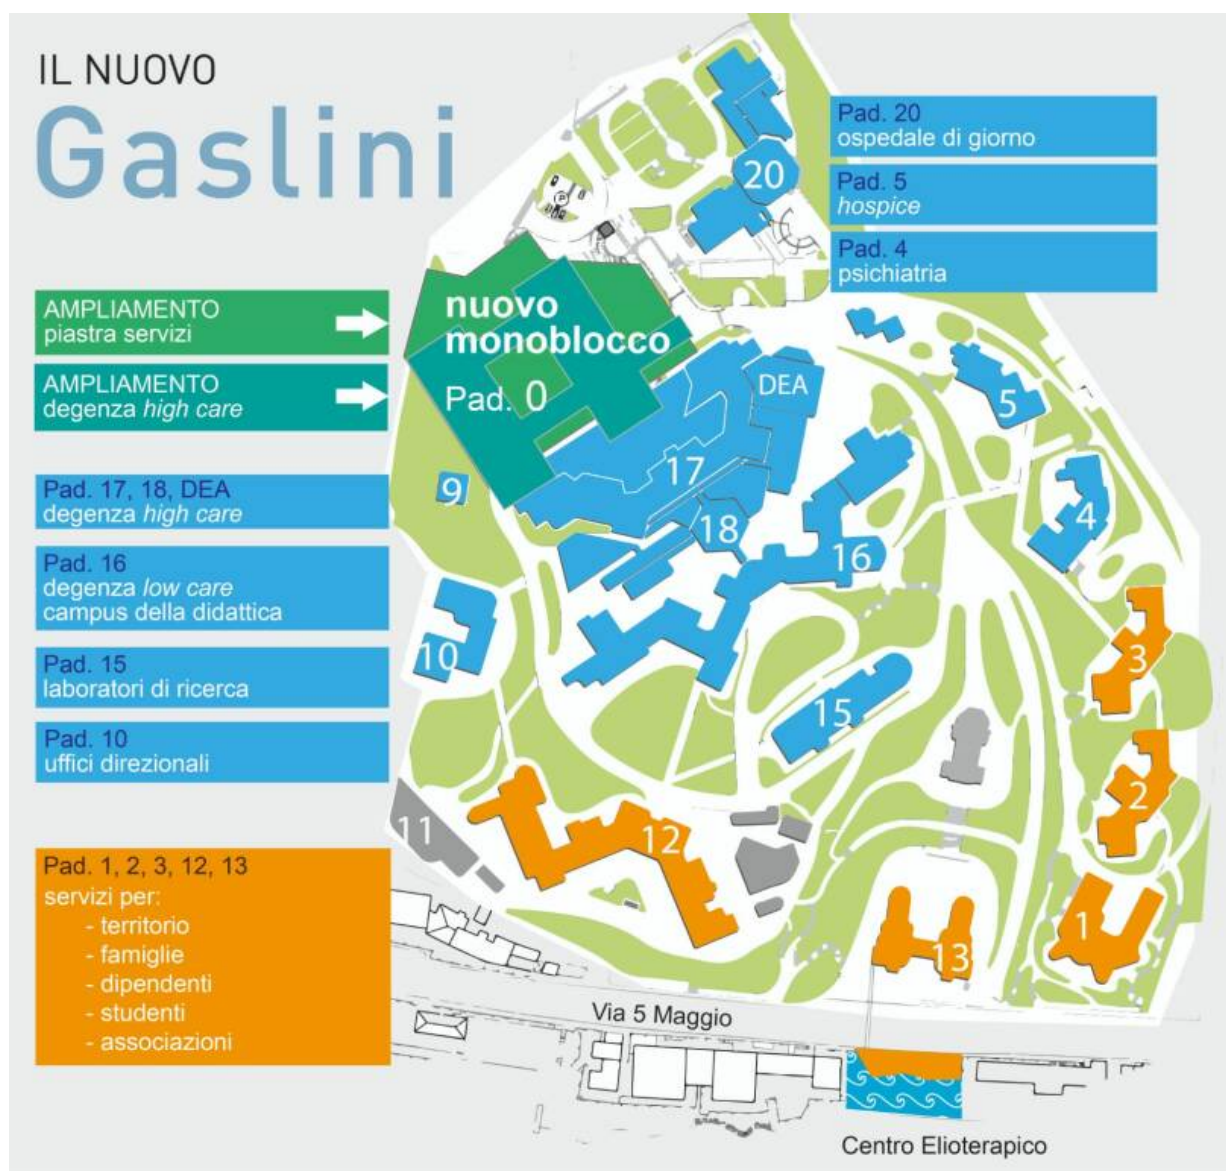 IL NUOVO
Gaslini
AMPLIAMENTO
piastra servizi
AMPLIAMENTO
degenza high care
Pad. 17, 18, DEA
degenza high care
Pad. 16
degenza low care
campus della didattica
Pad. 15
laboratori di ricerca
Pad. 10
uffici direzionali
Pad. 1, 2, 3, 12, 13
servizi per:
- territorio
- famiglie
- dipendenti
- studenti
- associazioni
Pad. 20
ospedale di giorno
Pad. 5
hospice
Pad. 4
psichiatria
20
nuovo
monoblocco
Pad. 0
DEA
5
17
9
18
4
16
10
3
15
2
11
12
1
13
Via 5 Maggio
Centro Elioterapico